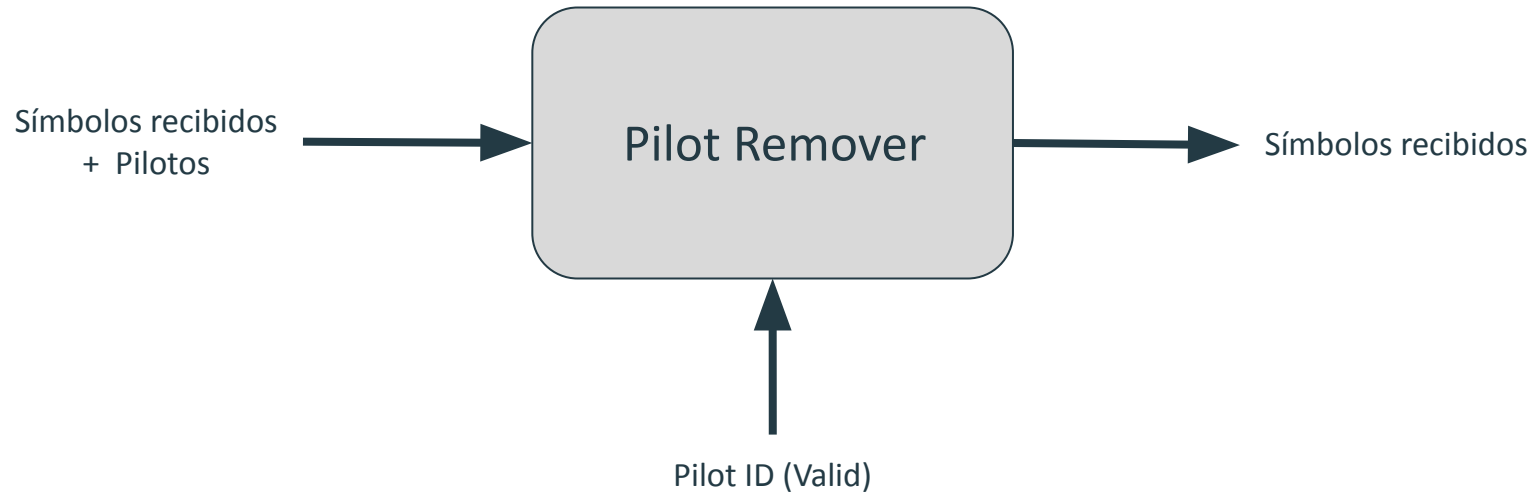 Símbolos recibidos
+ Pilotos
Pilot Remover
Símbolos recibidos
Pilot ID (Valid)